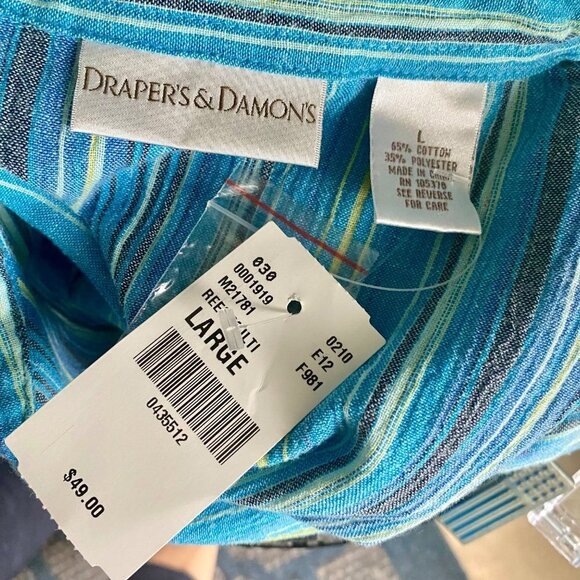 DRAPER'S & DAMON'S
L
65% COTTON
35% POLYESTER
MADE IN
RN 105370
SEE REVERSE
FOR CARE
030
0001919
M21781
LARGE
0210
E12
F981
0435512
$49.00